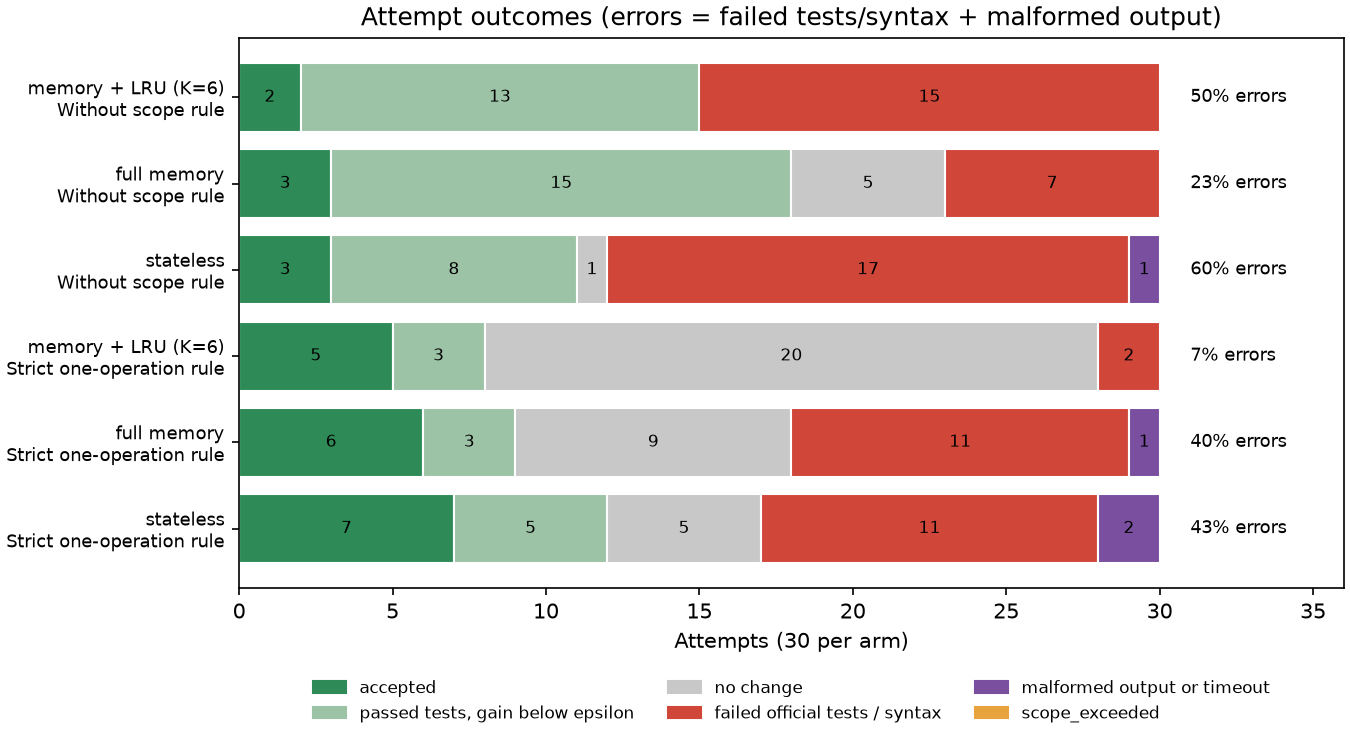 Attempt outcomes (errors = failed tests/syntax + malformed output)
memory + LRU (K=6)
Without scope rule
2
13
15
50% errors
full memory
Without scope rule
3
15
5
7
23% errors
stateless
Without scope rule
3
8
1
17
1
60% errors
memory + LRU (K=6)
Strict one-operation rule
5
3
20
2
7% errors
full memory
Strict one-operation rule
6
3
9
11
1
40% errors
stateless
Strict one-operation rule
7
5
5
11
2
43% errors
0 5 10 15 20 25 30 35
Attempts (30 per arm)
accepted
passed tests, gain below epsilon
no change
failed official tests / syntax
malformed output or timeout
scope_exceeded